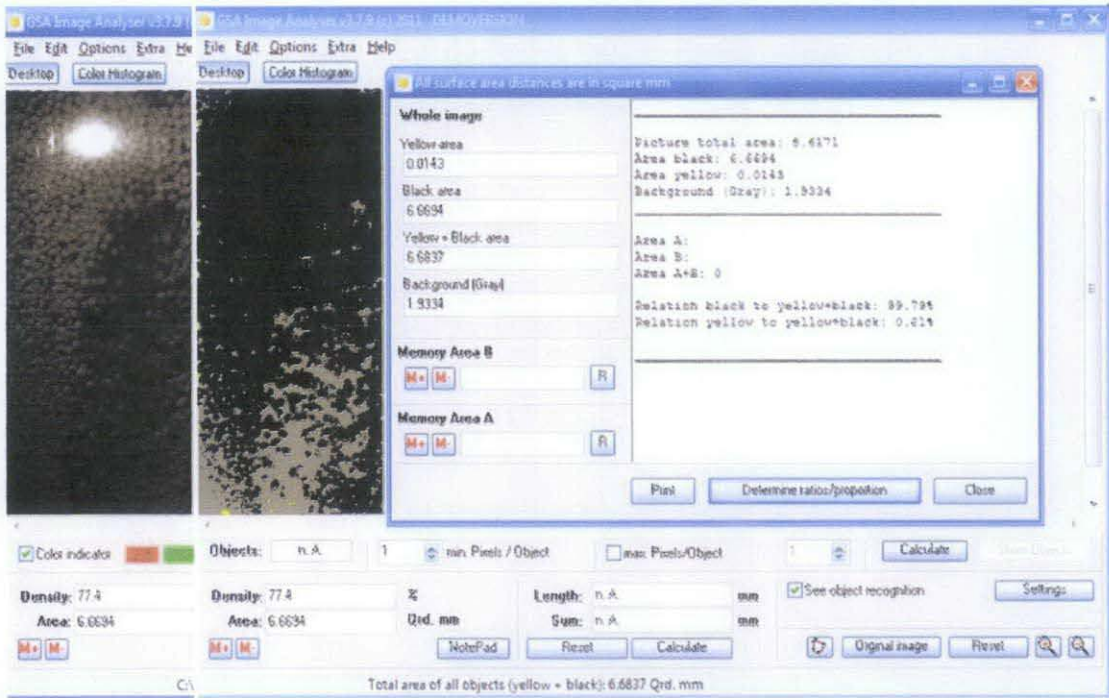 GSA Image Analyser v3.7.9 (
File Edit Options Extra He
Desktop Color Histogram
Color indicator
Density: 77.4
Area: 6.6694
M+ M-
C:\
GSA Image Analyser v3.7.9 (c) 2011 - DEMOVERSION
File Edit Options Extra Help
Desktop Color Histogram
All surface area distances are in square mm
Whole image
Yellow area
0.0143
Black area
6.6694
Yellow + Black area
6.6837
Background (Gray)
1.9334
Memory Area B
M+ M- R
Memory Area A
M+ M- R
Picture total area: 8.6171
Area black: 6.6694
Area yellow: 0.0143
Background (Gray): 1.9334
Area A:
Area B:
Area A+B: 0
Relation black to yellow+black: 99.79%
Relation yellow to yellow+black: 0.21%
Print Determine ratios/proportion Close
Objects: n.A. 1 min. Pixels / Object max. Pixels/Object 1 Calculate
Density: 77.4 % Length: n.A. mm See object recognition Settings
Area: 6.6694 Qrd. mm Sum: n.A. mm
M+ M- NotePad Reset Calculate Original image Reset
Total area of all objects (yellow + black): 6.6837 Qrd. mm